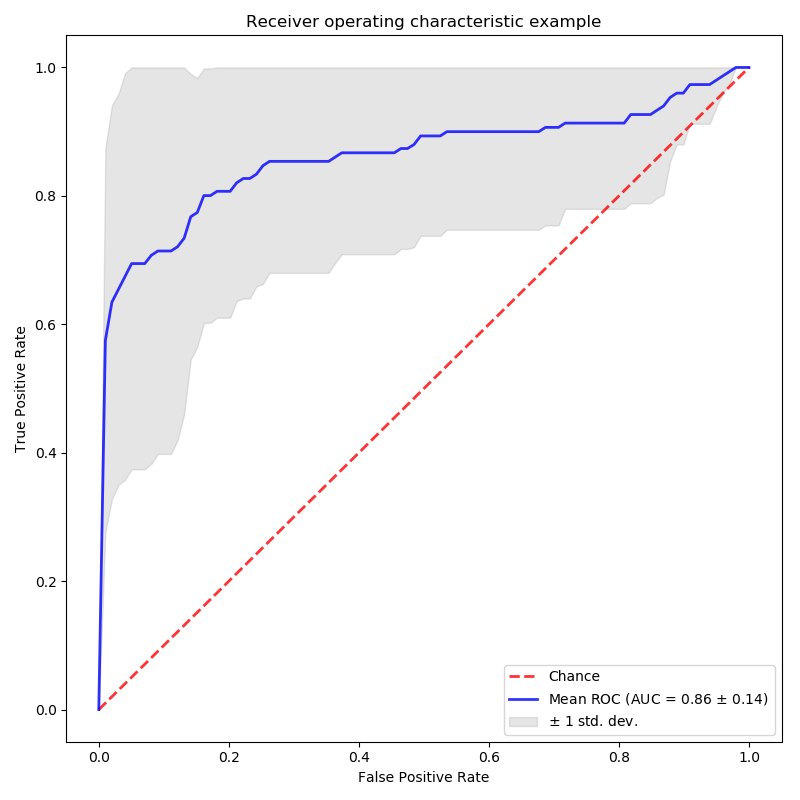 Receiver operating characteristic example
True Positive Rate
1.0
0.8
0.6
0.4
0.2
0.0
0.0 0.2 0.4 0.6 0.8 1.0
False Positive Rate
Chance
Mean ROC (AUC = 0.86 ± 0.14)
± 1 std. dev.